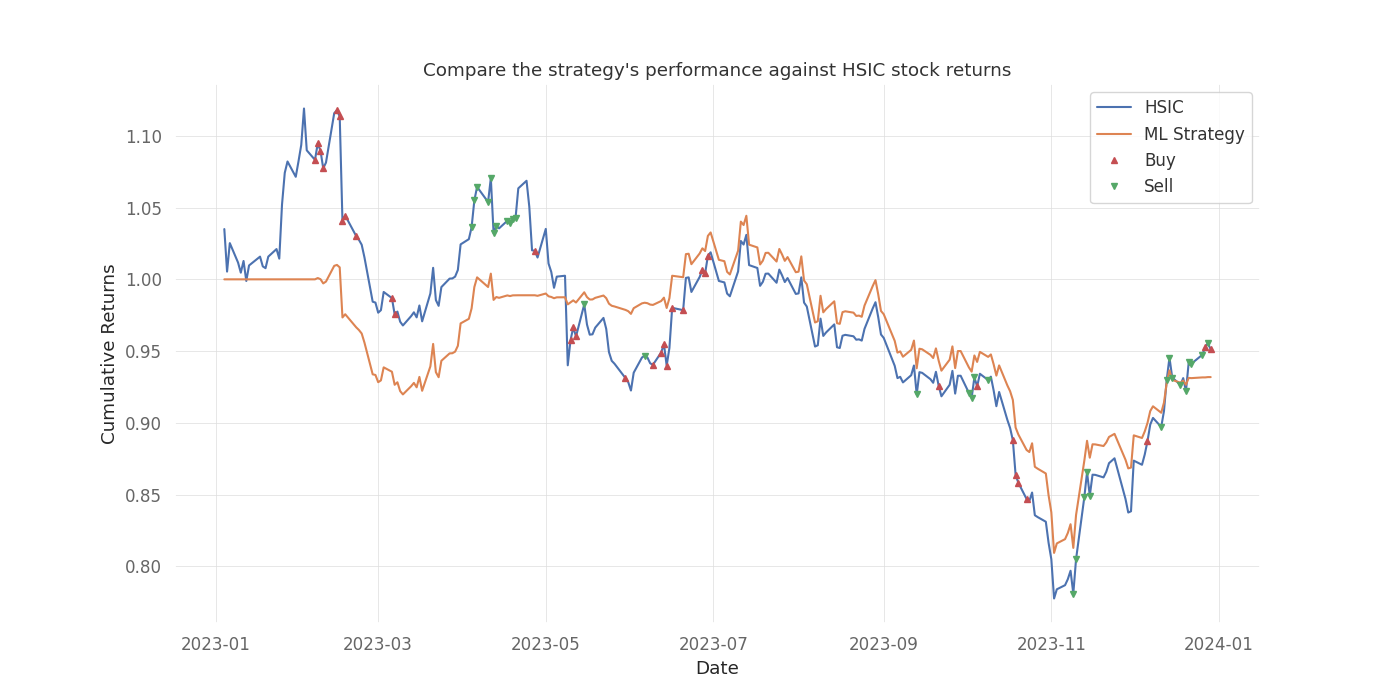 Compare the strategy's performance against HSIC stock returns
HSIC
ML Strategy
Buy
Sell
Cumulative Returns
1.10
1.05
1.00
0.95
0.90
0.85
0.80
2023-01
2023-03
2023-05
2023-07
2023-09
2023-11
2024-01
Date